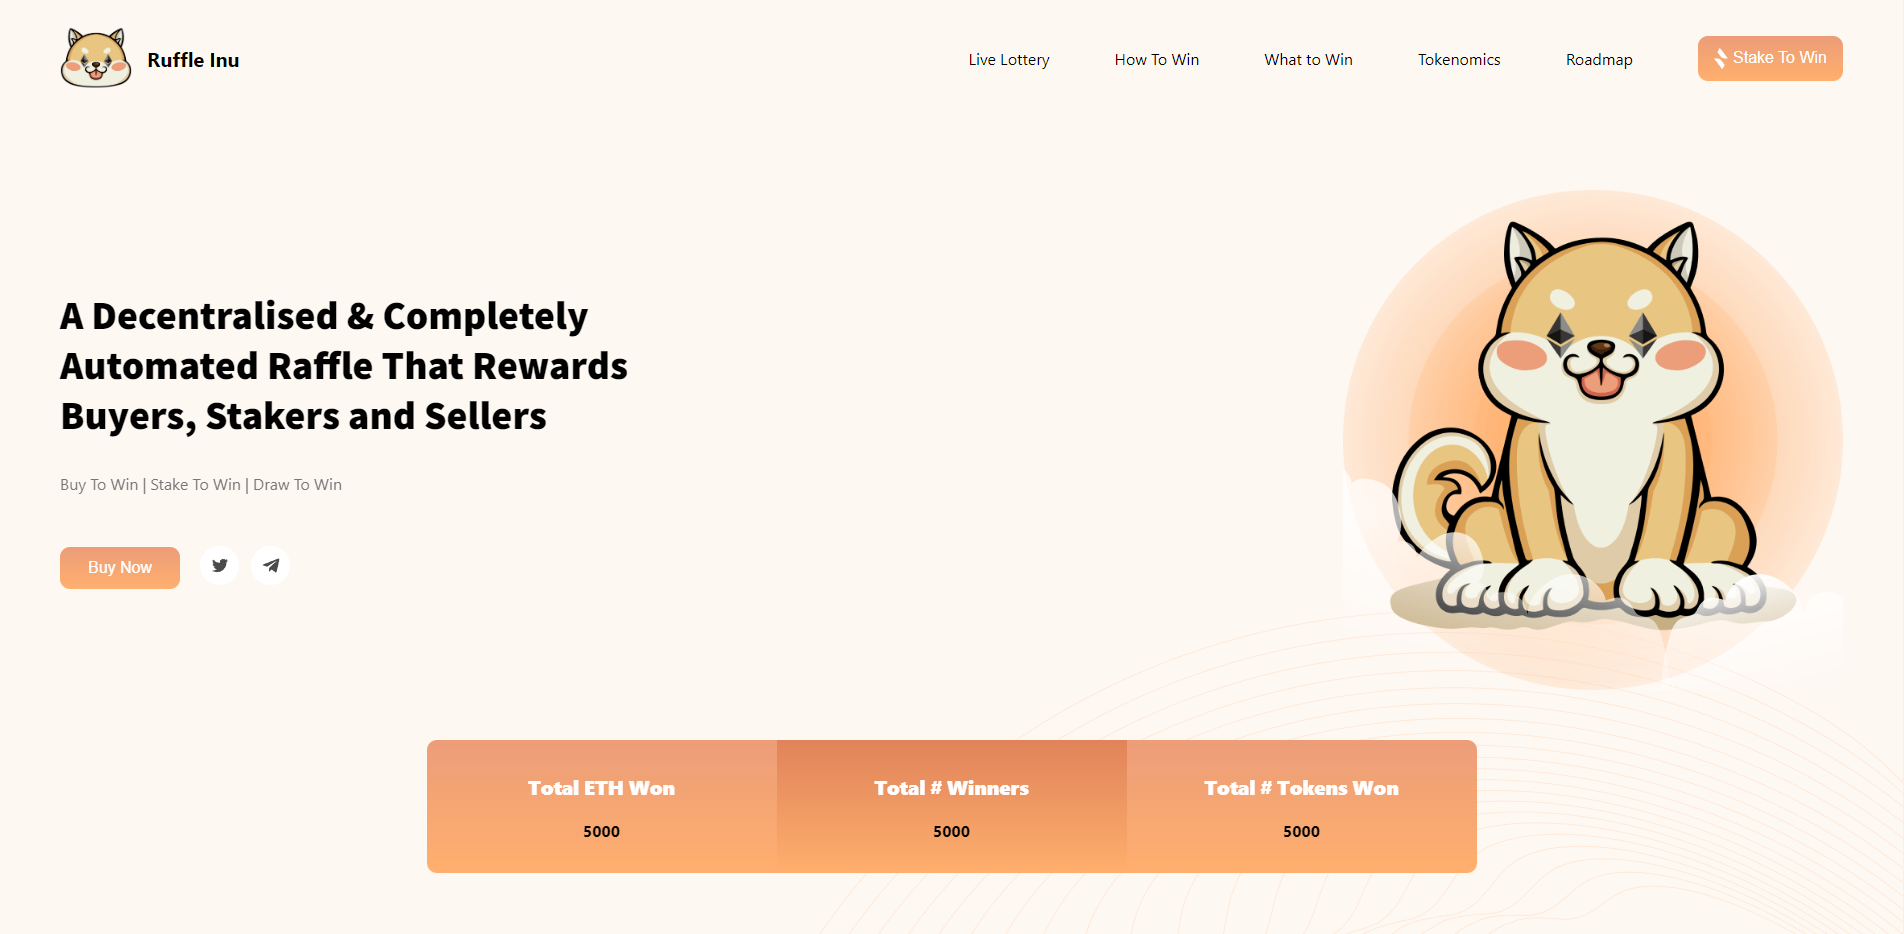 Ruffle Inu
Live Lottery
How To Win
What to Win
Tokenomics
Roadmap
Stake To Win
A Decentralised & Completely
Automated Raffle That Rewards
Buyers, Stakers and Sellers
Buy To Win | Stake To Win | Draw To Win
Buy Now
Total ETH Won
5000
Total # Winners
5000
Total # Tokens Won
5000